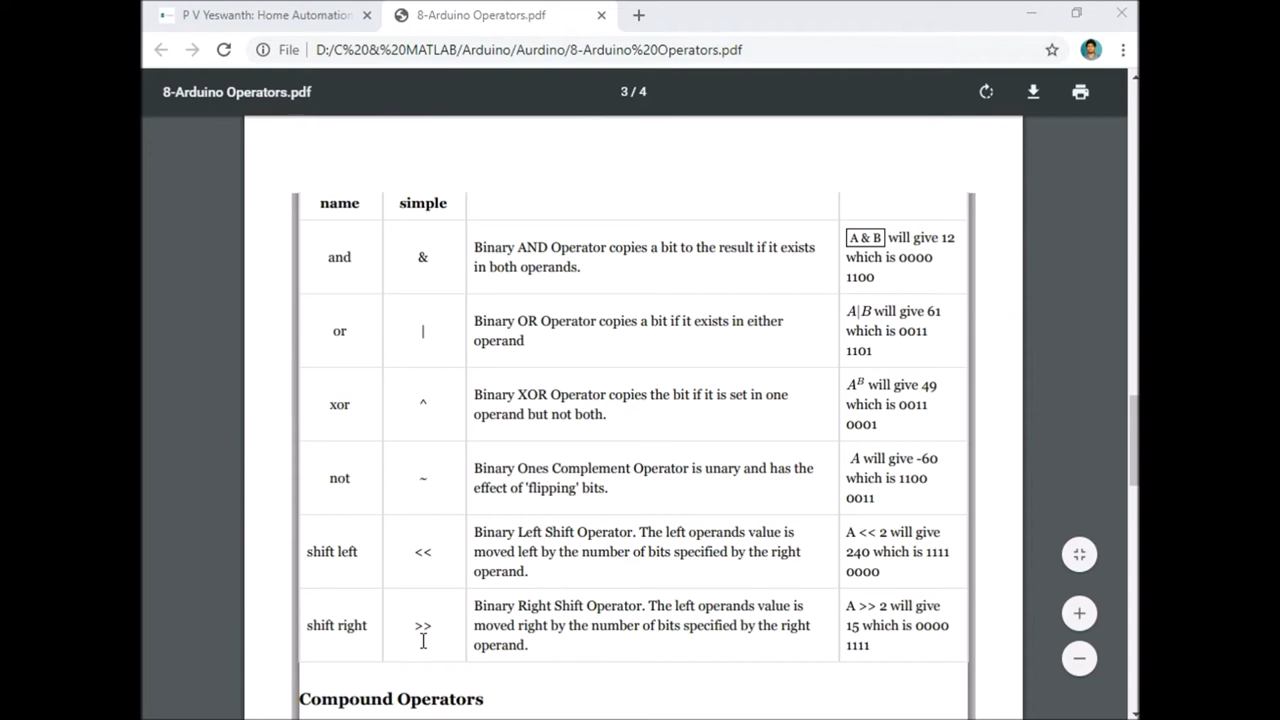 P V Yeswanth: Home Automation
8-Arduino Operators.pdf
File
D:/C%20&%20MATLAB/Arduino/Aurdino/8-Arduino%20Operators.pdf
8-Arduino Operators.pdf
3 / 4
name
simple
and
&
Binary AND Operator copies a bit to the result if it exists
in both operands.
A & B will give 12
which is 0000
1100
or
|
Binary OR Operator copies a bit if it exists in either
operand
A|B will give 61
which is 0011
1101
xor
^
Binary XOR Operator copies the bit if it is set in one
operand but not both.
A^B will give 49
which is 0011
0001
not
~
Binary Ones Complement Operator is unary and has the
effect of 'flipping' bits.
A will give -60
which is 1100
0011
shift left
<<
Binary Left Shift Operator. The left operands value is
moved left by the number of bits specified by the right
operand.
A << 2 will give
240 which is 1111
0000
shift right
>>
Binary Right Shift Operator. The left operands value is
moved right by the number of bits specified by the right
operand.
A >> 2 will give
15 which is 0000
1111
Compound Operators